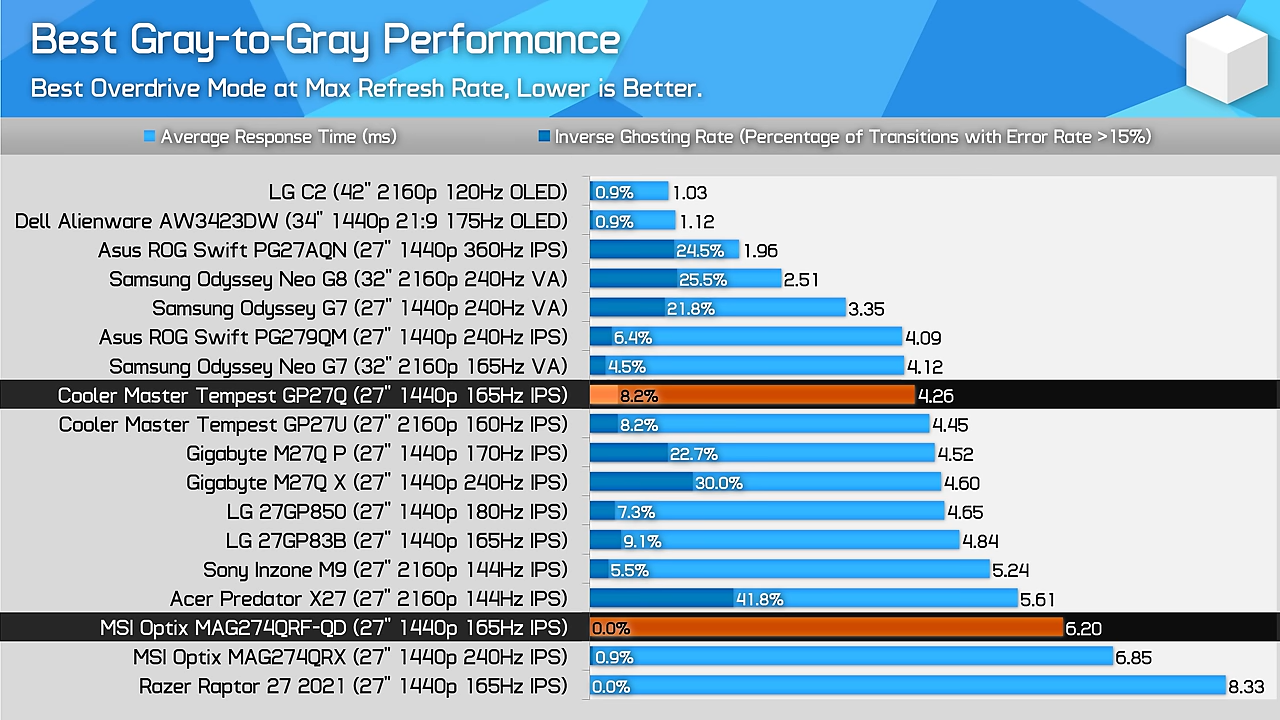 Best Gray-to-Gray Performance
Best Overdrive Mode at Max Refresh Rate, Lower is Better.
Average Response Time (ms) Inverse Ghosting Rate (Percentage of Transitions with Error Rate >15%)
LG C2 (42" 2160p 120Hz OLED) 0.9% 1.03
Dell Alienware AW3423DW (34" 1440p 21:9 175Hz OLED) 0.9% 1.12
Asus ROG Swift PG27AQN (27" 1440p 360Hz IPS) 24.5% 1.96
Samsung Odyssey Neo G8 (32" 2160p 240Hz VA) 25.5% 2.51
Samsung Odyssey G7 (27" 1440p 240Hz VA) 21.8% 3.35
Asus ROG Swift PG279QM (27" 1440p 240Hz IPS) 6.4% 4.09
Samsung Odyssey Neo G7 (32" 2160p 165Hz VA) 4.5% 4.12
Cooler Master Tempest GP27Q (27" 1440p 165Hz IPS) 8.2% 4.26
Cooler Master Tempest GP27U (27" 2160p 160Hz IPS) 8.2% 4.45
Gigabyte M27Q P (27" 1440p 170Hz IPS) 22.7% 4.52
Gigabyte M27Q X (27" 1440p 240Hz IPS) 30.0% 4.60
LG 27GP850 (27" 1440p 180Hz IPS) 7.3% 4.65
LG 27GP83B (27" 1440p 165Hz IPS) 9.1% 4.84
Sony Inzone M9 (27" 2160p 144Hz IPS) 5.5% 5.24
Acer Predator X27 (27" 2160p 144Hz IPS) 41.8% 5.61
MSI Optix MAG274QRF-QD (27" 1440p 165Hz IPS) 0.0% 6.20
MSI Optix MAG274QRX (27" 1440p 240Hz IPS) 0.9% 6.85
Razer Raptor 27 2021 (27" 1440p 165Hz IPS) 0.0% 8.33